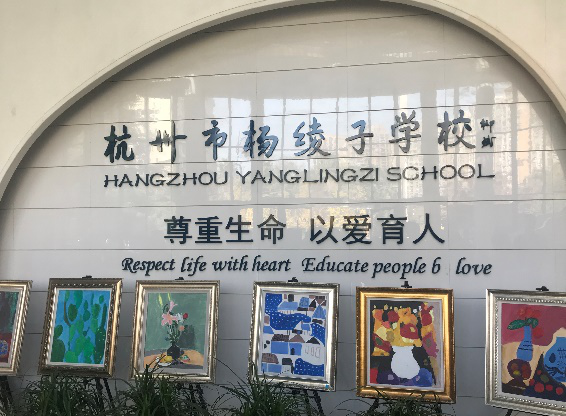 杭州市杨绫子学校
HANGZHOU YANGLINGZI SCHOOL
尊重生命 以爱育人
Respect life with heart Educate people b love